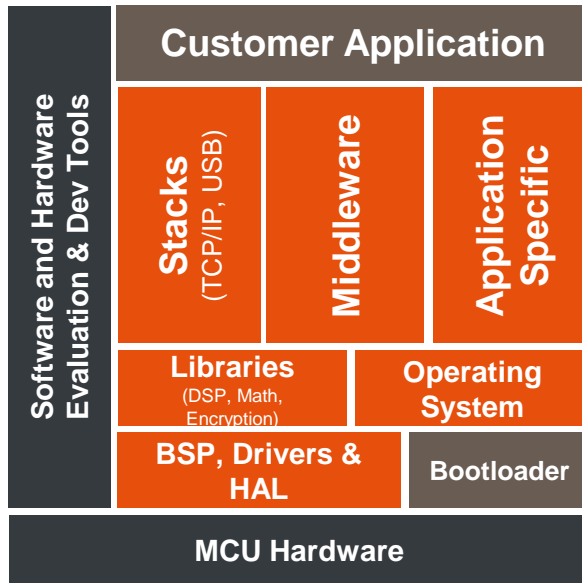 Customer Application
Software and Hardware
Evaluation & Dev Tools
Stacks
(TCP/IP, USB)
Middleware
Application
Specific
Libraries
(DSP, Math,
Encryption)
Operating
System
BSP, Drivers &
HAL
Bootloader
MCU Hardware